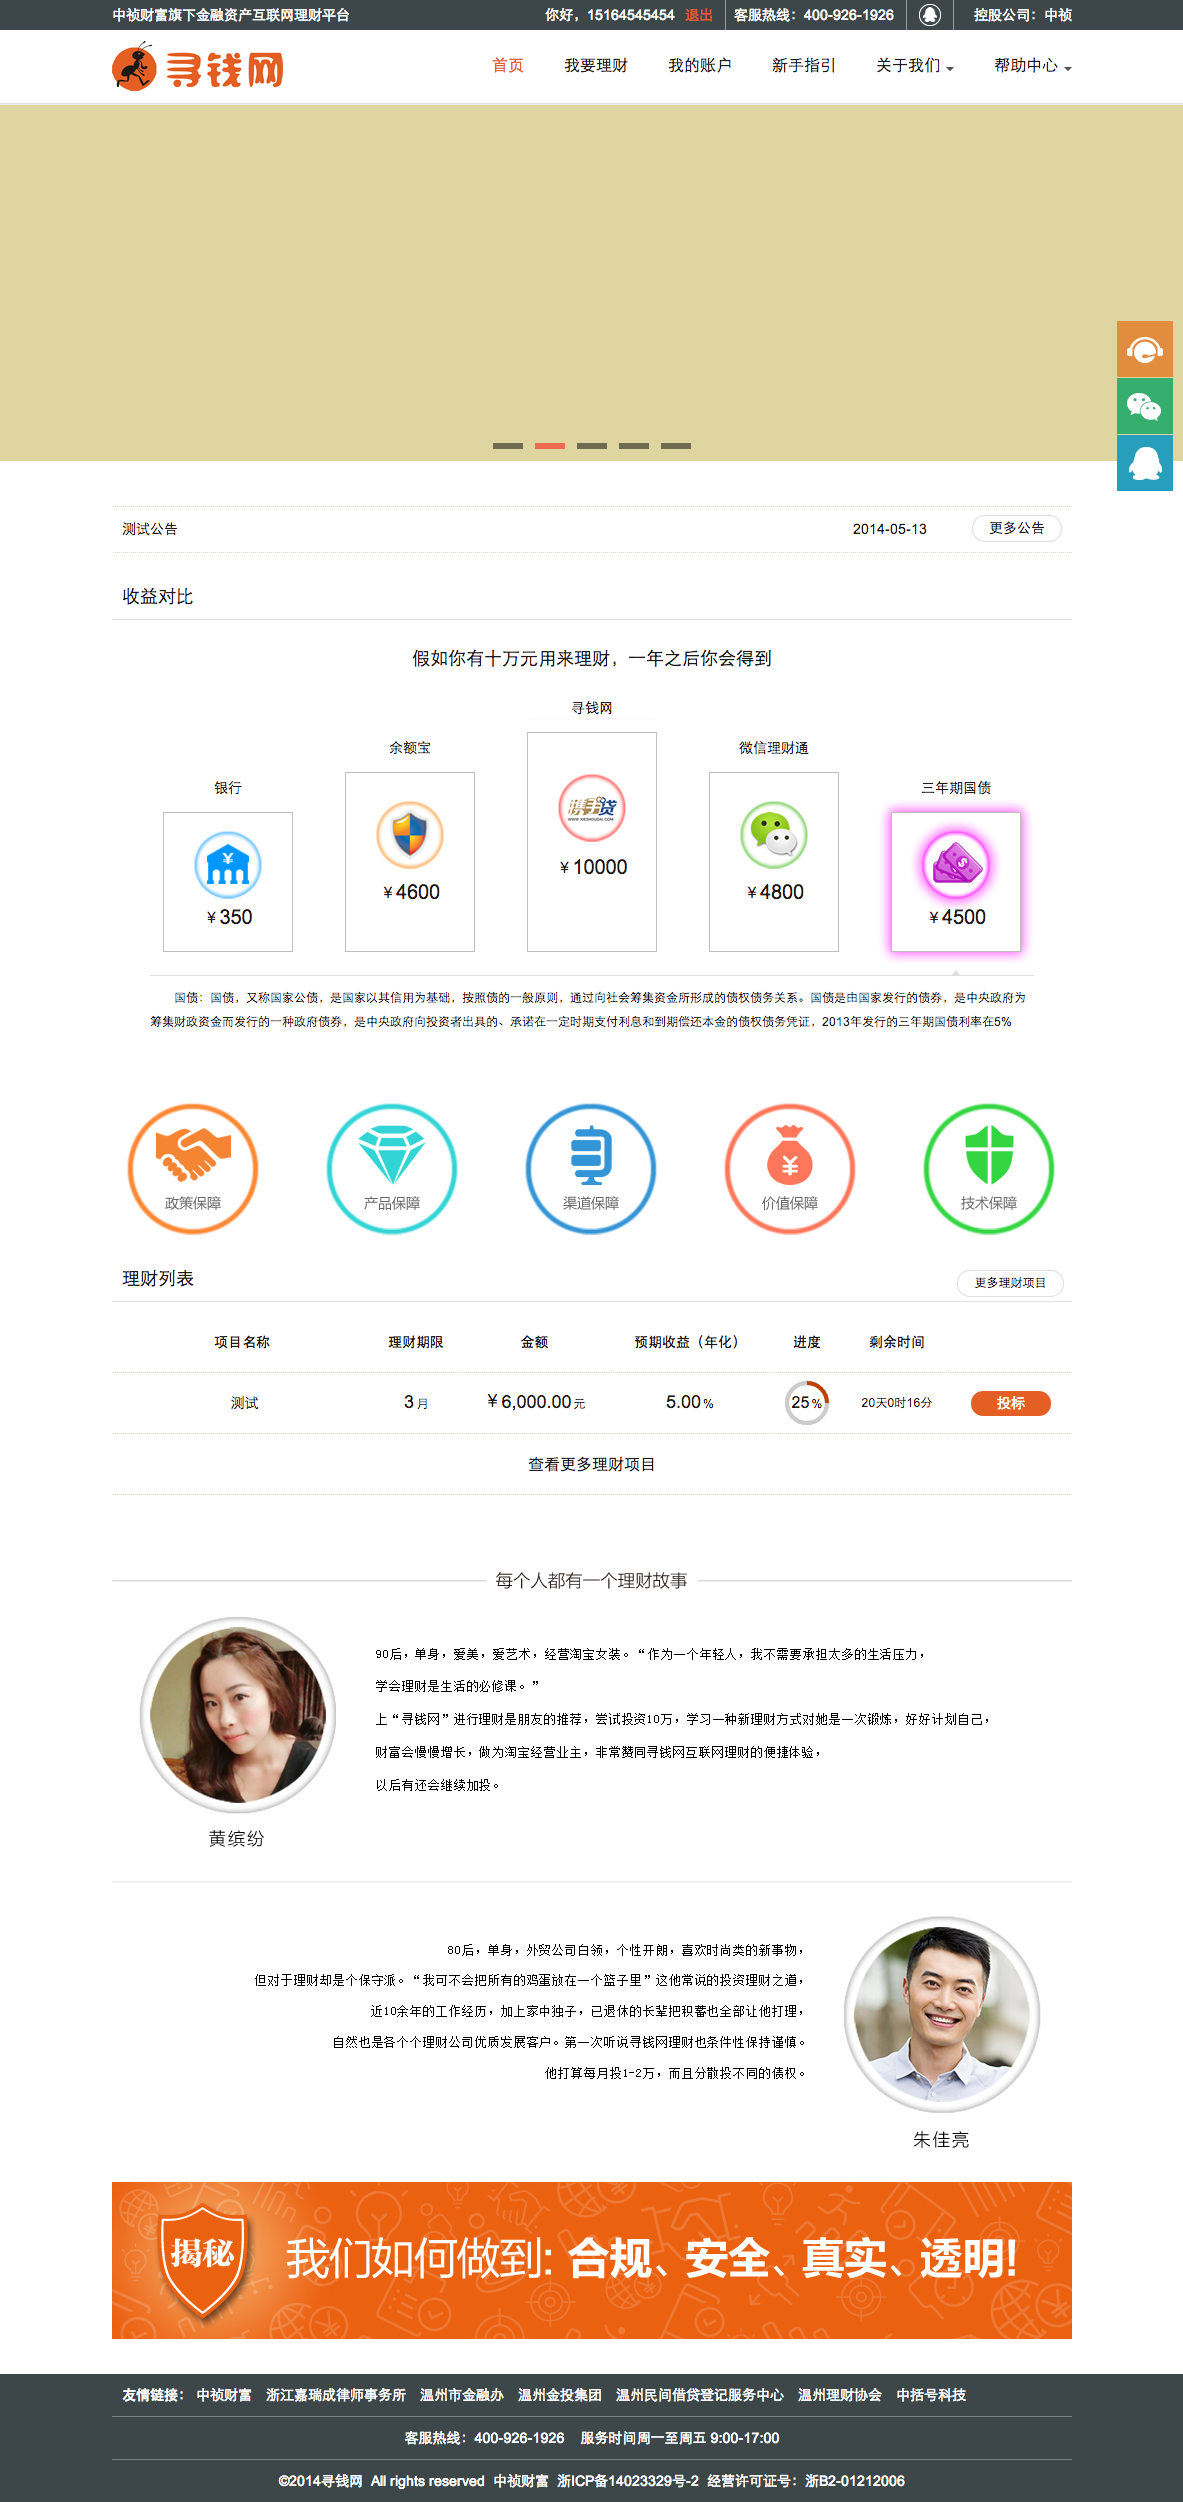 中祯财富旗下金融资产互联网理财平台
你好，15164545454 退出
客服热线：400-926-1926
控股公司：中祯
寻钱网
首页 我要理财 我的账户 新手指引 关于我们 帮助中心
测试公告 2014-05-13 更多公告
收益对比
假如你有十万元用来理财，一年之后你会得到
寻钱网
余额宝 微信理财通
银行 三年期国债
WWW.XIESHOUDAI.COM
¥10000
¥4600 ¥4800
¥350 ¥4500
国债：国债，又称国家公债，是国家以其信用为基础，按照债的一般原则，通过向社会筹集资金所形成的债权债务关系。国债是由国家发行的债券，是中央政府为
筹集财政资金而发行的一种政府债券，是中央政府向投资者出具的、承诺在一定时期支付利息和到期偿还本金的债权债务凭证，2013年发行的三年期国债利率在5%
政策保障 产品保障 渠道保障 价值保障 技术保障
理财列表 更多理财项目
项目名称 理财期限 金额 预期收益（年化） 进度 剩余时间
测试 3月 ¥6,000.00元 5.00% 25% 20天0时16分 投标
查看更多理财项目
每个人都有一个理财故事
90后，单身，爱美，爱艺术，经营淘宝女装。“作为一个年轻人，我不需要承担太多的生活压力，
学会理财是生活的必修课。”
上“寻钱网”进行理财是朋友的推荐，尝试投资10万，学习一种新理财方式对她是一次锻炼，好好计划自己，
财富会慢慢增长，做为淘宝经营业主，非常赞同寻钱网互联网理财的便捷体验，
以后有还会继续加投。
黄缤纷
80后，单身，外贸公司白领，个性开朗，喜欢时尚类的新事物，
但对于理财却是个保守派。“我可不会把所有的鸡蛋放在一个篮子里”这他常说的投资理财之道，
近10余年的工作经历，加上家中独子，已退休的长辈把积蓄也全部让他打理，
自然也是各个个理财公司优质发展客户。第一次听说寻钱网理财也条件性保持谨慎。
他打算每月投1-2万，而且分散投不同的债权。
朱佳亮
揭秘 我们如何做到: 合规、安全、真实、透明!
友情链接： 中祯财富 浙江嘉瑞成律师事务所 温州市金融办 温州金投集团 温州民间借贷登记服务中心 温州理财协会 中括号科技
客服热线：400-926-1926 服务时间周一至周五 9:00-17:00
©2014寻钱网 All rights reserved 中祯财富 浙ICP备14023329号-2 经营许可证号：浙B2-01212006